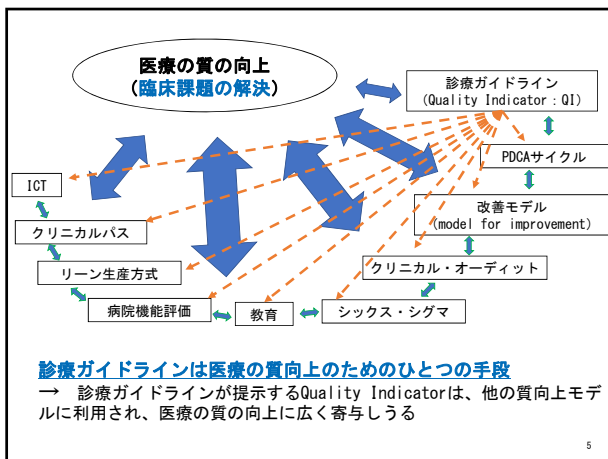 医療の質の向上
（臨床課題の解決）
診療ガイドライン
（Quality Indicator：QI）
PDCAサイクル
改善モデル
（model for improvement）
クリニカル・オーディット
シックス・シグマ
教育
病院機能評価
リーン生産方式
クリニカルパス
ICT
診療ガイドラインは医療の質向上のためのひとつの手段
→　診療ガイドラインが提示するQuality Indicatorは、他の質向上モデ
ルに利用され、医療の質の向上に広く寄与しうる
5